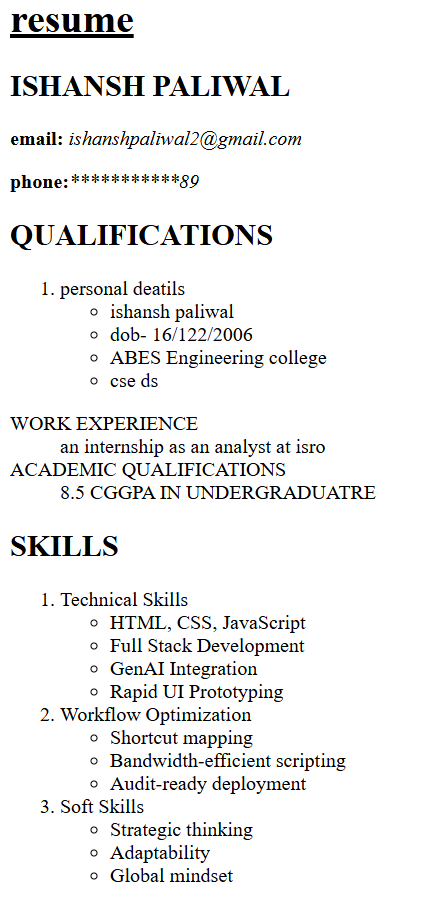 resume
ISHANSH PALIWAL
email: ishanshpaliwal2@gmail.com
phone:***********89
QUALIFICATIONS
1. personal deatils
ishansh paliwal
dob- 16/122/2006
ABES Engineering college
cse ds
WORK EXPERIENCE
an internship as an analyst at isro
ACADEMIC QUALIFICATIONS
8.5 CGGPA IN UNDERGRADUATRE
SKILLS
1. Technical Skills
HTML, CSS, JavaScript
Full Stack Development
GenAI Integration
Rapid UI Prototyping
2. Workflow Optimization
Shortcut mapping
Bandwidth-efficient scripting
Audit-ready deployment
3. Soft Skills
Strategic thinking
Adaptability
Global mindset